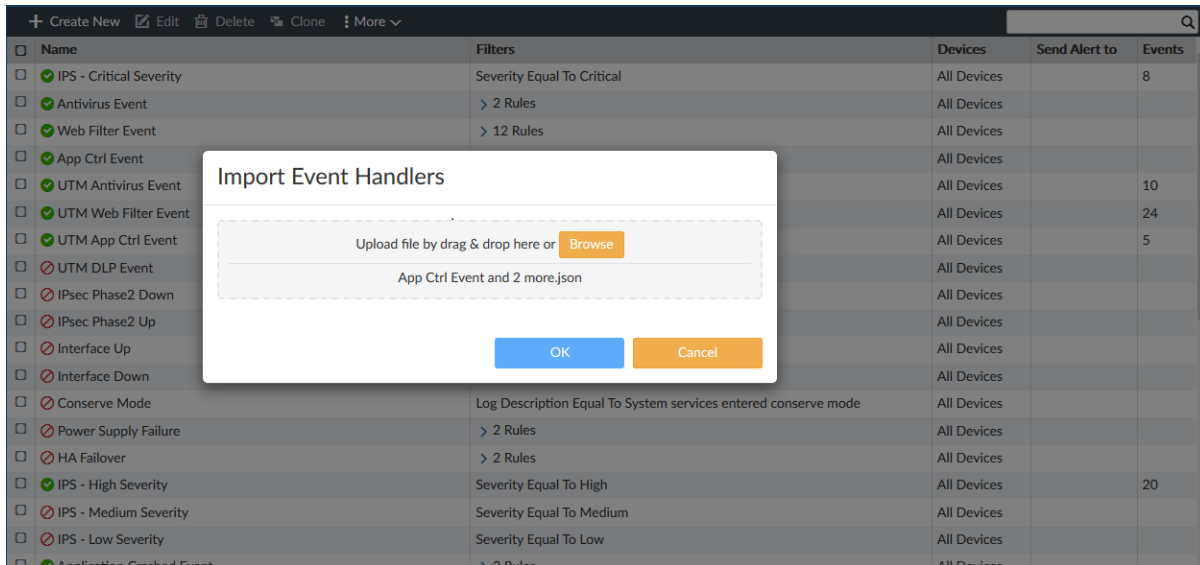 Create New Edit Delete Clone More
Name Filters Devices Send Alert to Events
IPS - Critical Severity Severity Equal To Critical All Devices 8
Antivirus Event 2 Rules All Devices
Web Filter Event 12 Rules All Devices
App Ctrl Event All Devices
UTM Antivirus Event All Devices 10
UTM Web Filter Event All Devices 24
UTM App Ctrl Event All Devices 5
UTM DLP Event All Devices
IPsec Phase2 Down All Devices
IPsec Phase2 Up All Devices
Interface Up All Devices
Interface Down All Devices
Import Event Handlers
Upload file by drag & drop here or Browse
App Ctrl Event and 2 more.json
OK Cancel
Conserve Mode Log Description Equal To System services entered conserve mode All Devices
Power Supply Failure 2 Rules All Devices
HA Failover 2 Rules All Devices
IPS - High Severity Severity Equal To High All Devices 20
IPS - Medium Severity Severity Equal To Medium All Devices
IPS - Low Severity Severity Equal To Low All Devices
Application Crashed Event Rules All Devices